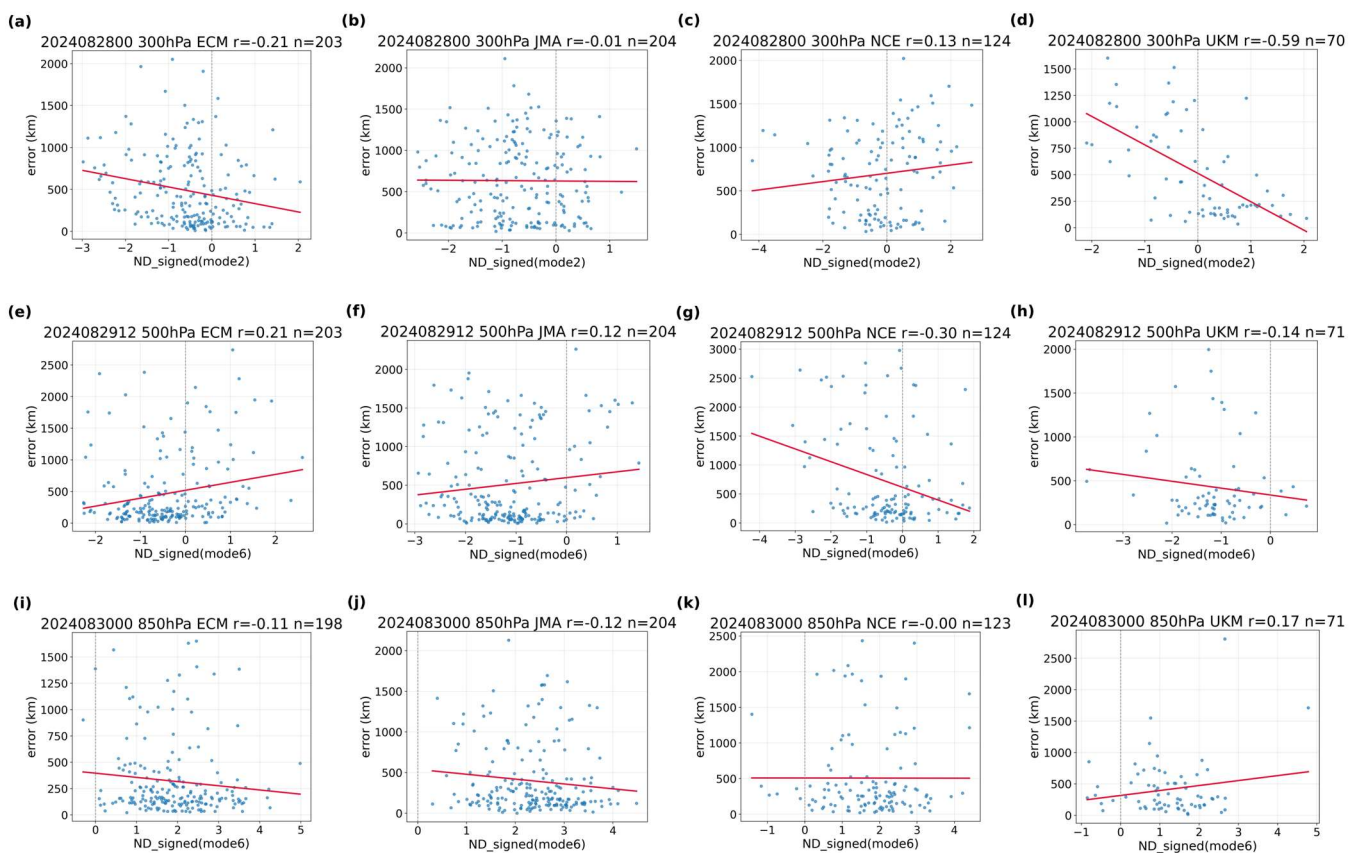 (a)
2024082800 300hPa ECM r=-0.21 n=203
error (km)
2000
1500
1000
500
0
−3 −2 −1 0 1 2
ND_signed(mode2)
(b)
2024082800 300hPa JMA r=-0.01 n=204
error (km)
2000
1500
1000
500
0
−2 −1 0 1
ND_signed(mode2)
(c)
2024082800 300hPa NCE r=0.13 n=124
error (km)
2000
1500
1000
500
0
−4 −2 0 2
ND_signed(mode2)
(d)
2024082800 300hPa UKM r=-0.59 n=70
error (km)
1500
1250
1000
750
500
250
0
−2 −1 0 1 2
ND_signed(mode2)
(e)
2024082912 500hPa ECM r=0.21 n=203
error (km)
2500
2000
1500
1000
500
0
−2 −1 0 1 2
ND_signed(mode6)
(f)
2024082912 500hPa JMA r=0.12 n=204
error (km)
2000
1500
1000
500
0
−3 −2 −1 0 1
ND_signed(mode6)
(g)
2024082912 500hPa NCE r=-0.30 n=124
error (km)
3000
2500
2000
1500
1000
500
0
−4 −3 −2 −1 0 1 2
ND_signed(mode6)
(h)
2024082912 500hPa UKM r=-0.14 n=71
error (km)
2000
1500
1000
500
0
−3 −2 −1 0
ND_signed(mode6)
(i)
2024083000 850hPa ECM r=-0.11 n=198
error (km)
1750
1500
1250
1000
750
500
250
0
0 1 2 3 4 5
ND_signed(mode6)
(j)
2024083000 850hPa JMA r=-0.12 n=204
error (km)
2000
1500
1000
500
0
0 1 2 3 4
ND_signed(mode6)
(k)
2024083000 850hPa NCE r=-0.00 n=123
error (km)
2500
2000
1500
1000
500
0
−1 0 1 2 3 4
ND_signed(mode6)
(l)
2024083000 850hPa UKM r=0.17 n=71
error (km)
2500
2000
1500
1000
500
0
−1 0 1 2 3 4 5
ND_signed(mode6)